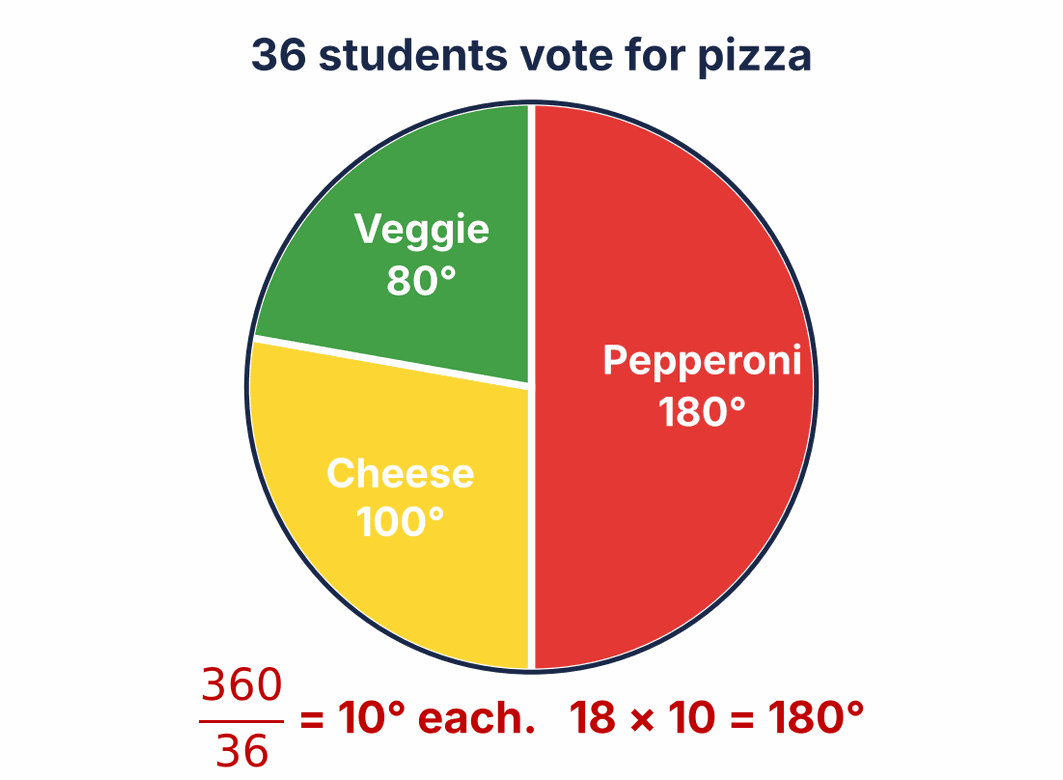 36 students vote for pizza
Veggie
80°
Pepperoni
180°
Cheese
100°
360
36
= 10° each. 18 × 10 = 180°